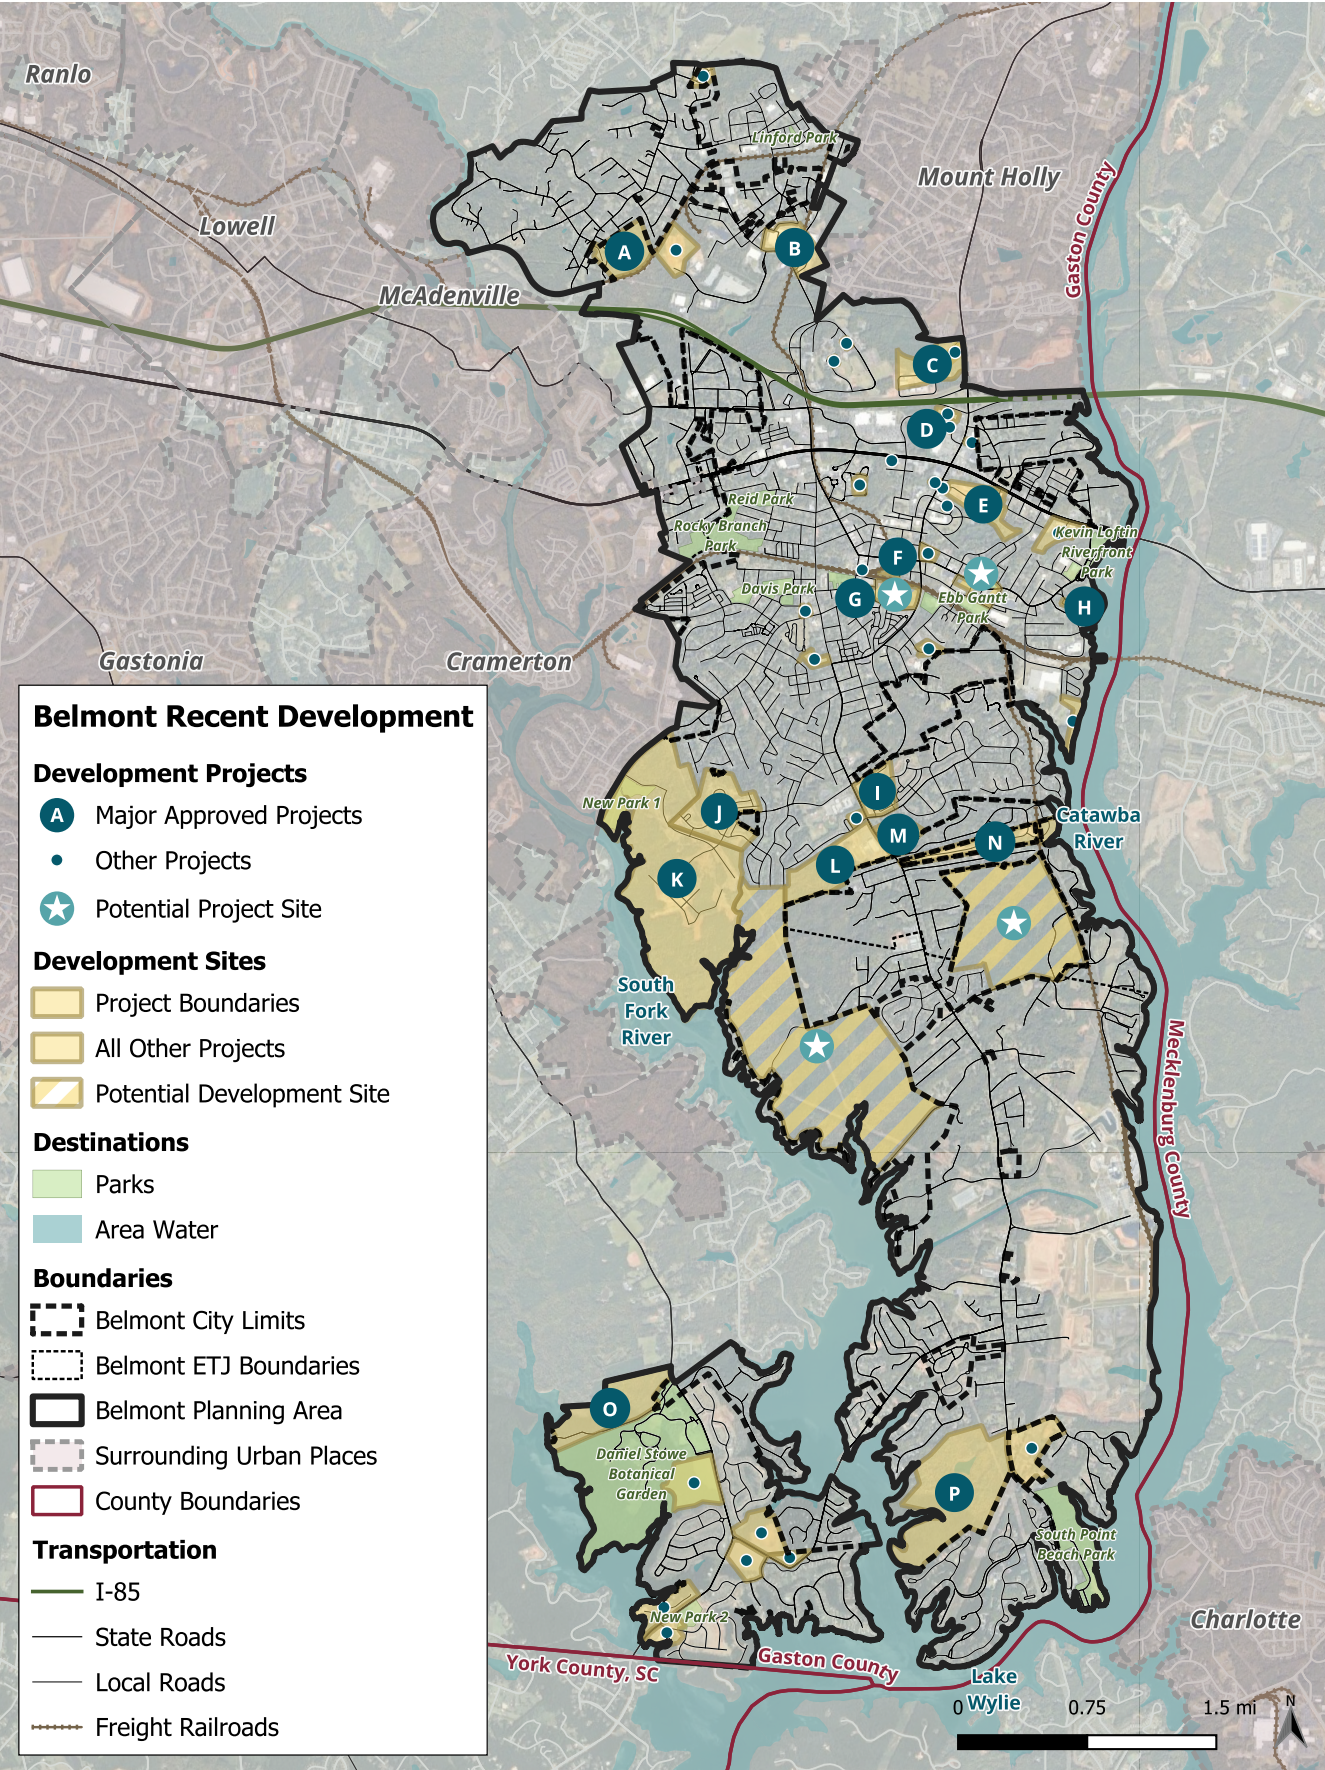 Ranlo
Linford Park
Mount Holly
Gaston County
Lowell
A
B
McAdenville
C
D
Reid Park
E
Rocky Branch
Park
Kevin Loftin
Riverfront
Park
F
Davis Park
G
Ebb Gantt
Park
H
Gastonia
Cramerton
Belmont Recent Development
Development Projects
A Major Approved Projects
Other Projects
Potential Project Site
Development Sites
Project Boundaries
All Other Projects
Potential Development Site
Destinations
Parks
Area Water
Boundaries
Belmont City Limits
Belmont ETJ Boundaries
Belmont Planning Area
Surrounding Urban Places
County Boundaries
Transportation
I-85
State Roads
Local Roads
Freight Railroads
New Park 1
I
J
Catawba
River
M
N
L
K
South
Fork
River
Mecklenburg County
O
Daniel Stowe
Botanical
Garden
P
South Point
Beach Park
New Park 2
Charlotte
York County, SC
Gaston County
Lake
Wylie
0 0.75 1.5 mi
N